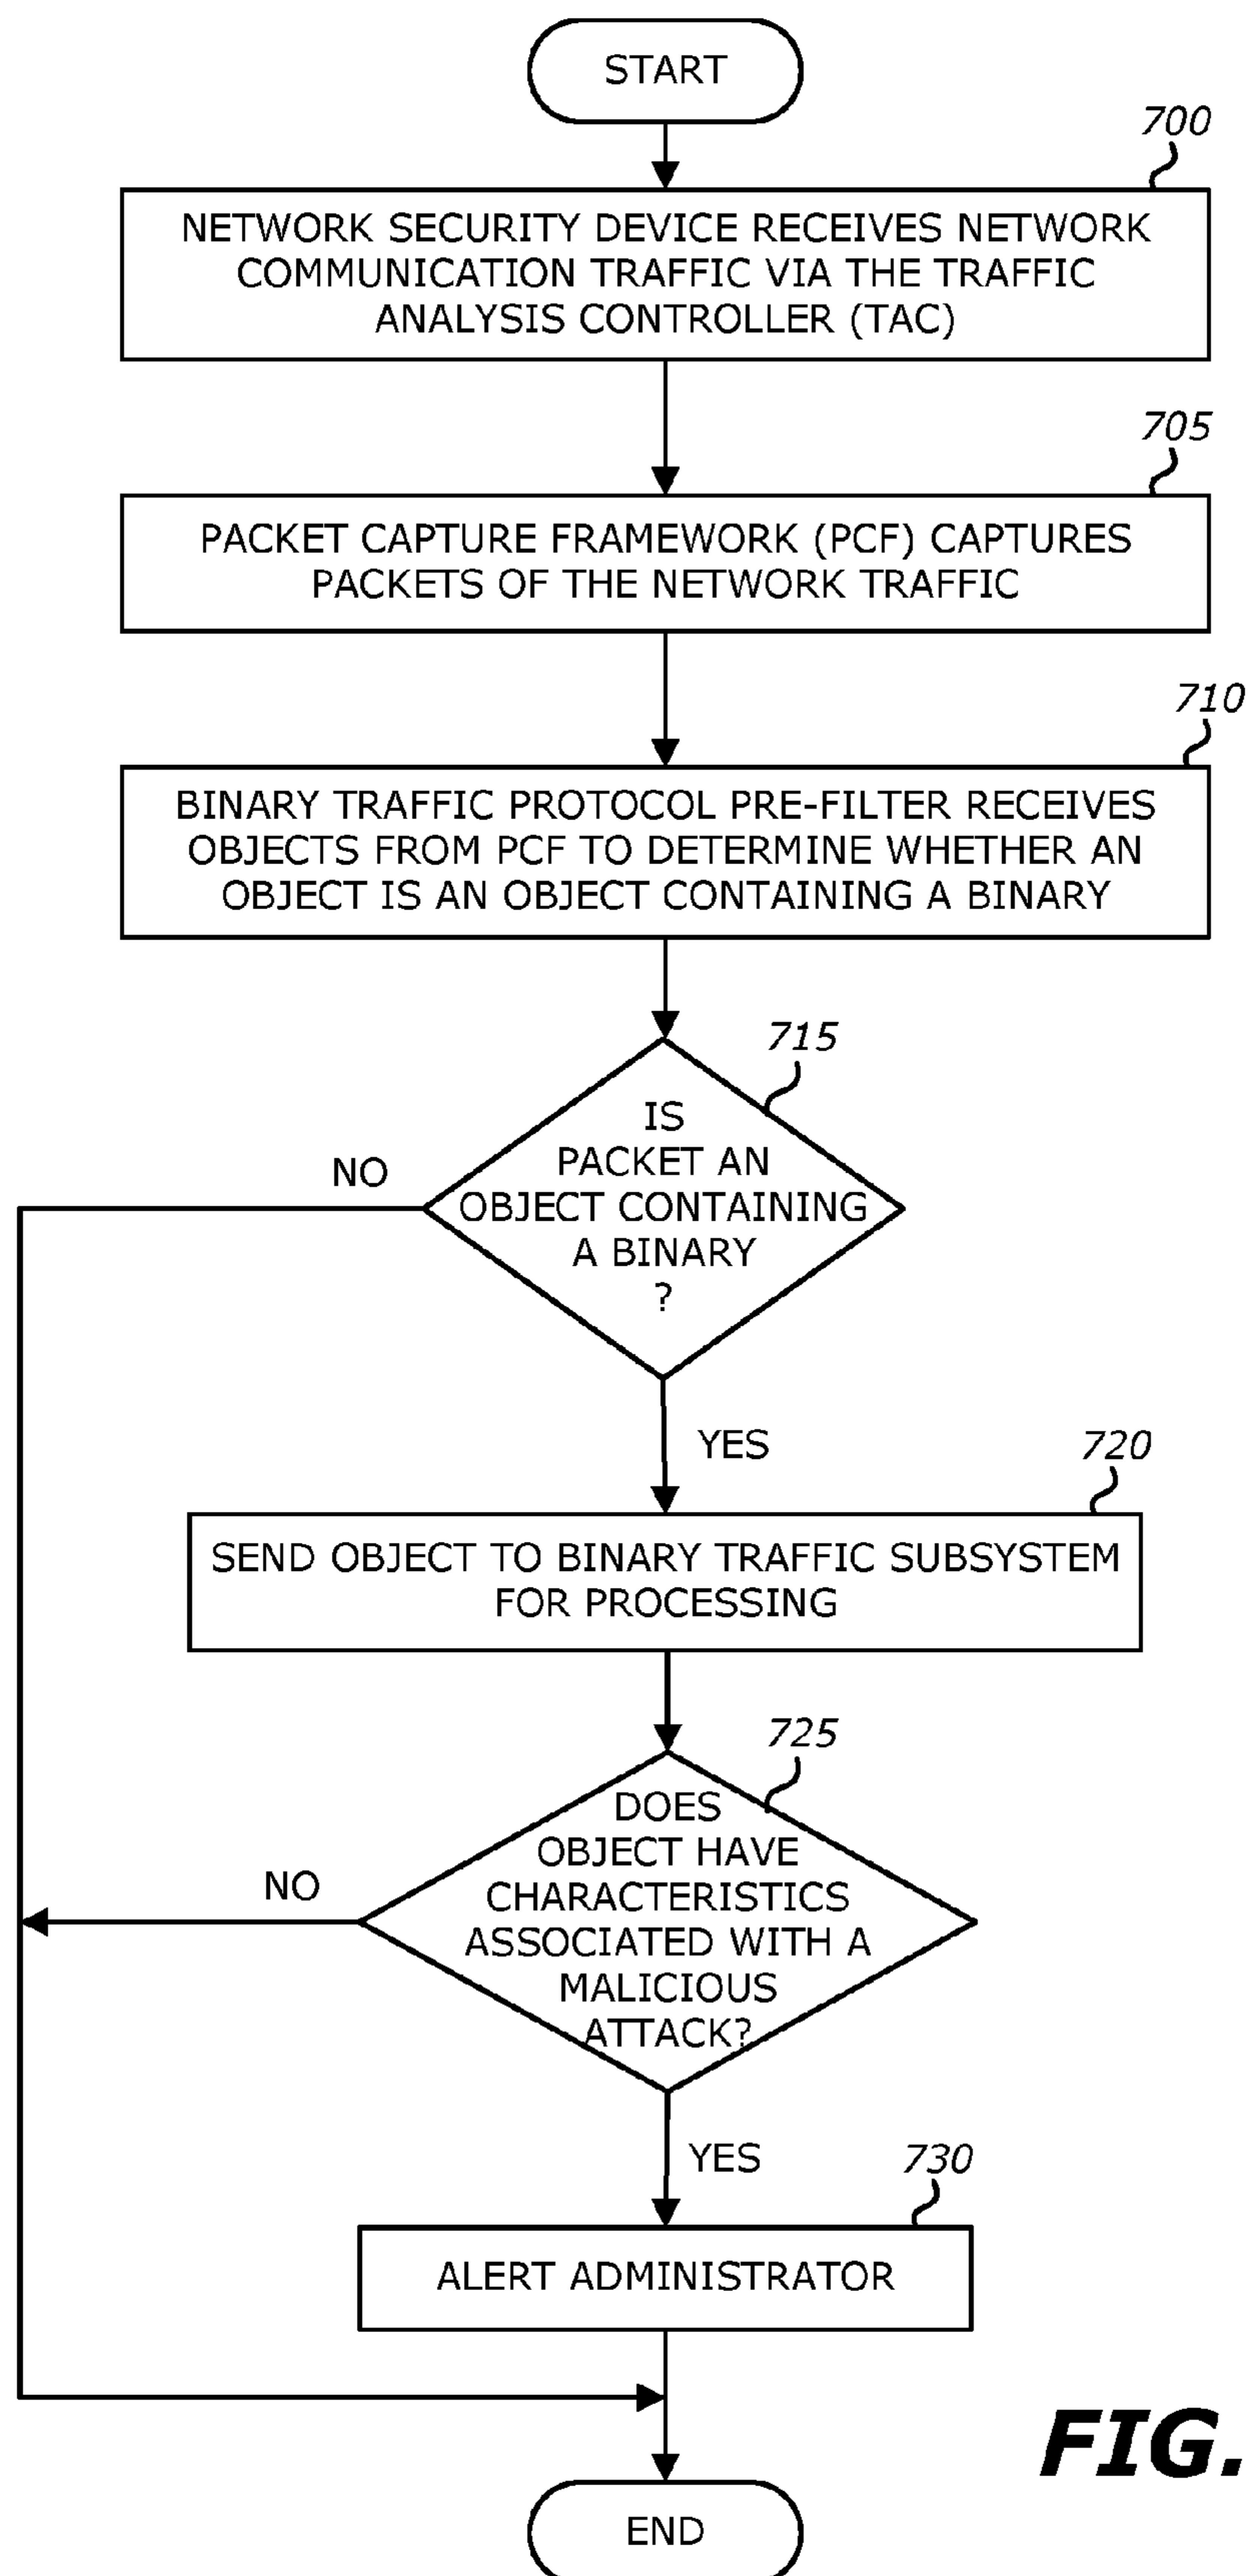 START
700
NETWORK SECURITY DEVICE RECEIVES NETWORK
COMMUNICATION TRAFFIC VIA THE TRAFFIC
ANALYSIS CONTROLLER (TAC)
705
PACKET CAPTURE FRAMEWORK (PCF) CAPTURES
PACKETS OF THE NETWORK TRAFFIC
710
BINARY TRAFFIC PROTOCOL PRE-FILTER RECEIVES
OBJECTS FROM PCF TO DETERMINE WHETHER AN
OBJECT IS AN OBJECT CONTAINING A BINARY
715
IS
PACKET AN
OBJECT CONTAINING
A BINARY
?
NO
YES
720
SEND OBJECT TO BINARY TRAFFIC SUBSYSTEM
FOR PROCESSING
725
DOES
OBJECT HAVE
CHARACTERISTICS
ASSOCIATED WITH A
MALICIOUS
ATTACK?
NO
YES
730
ALERT ADMINISTRATOR
FIG.
END